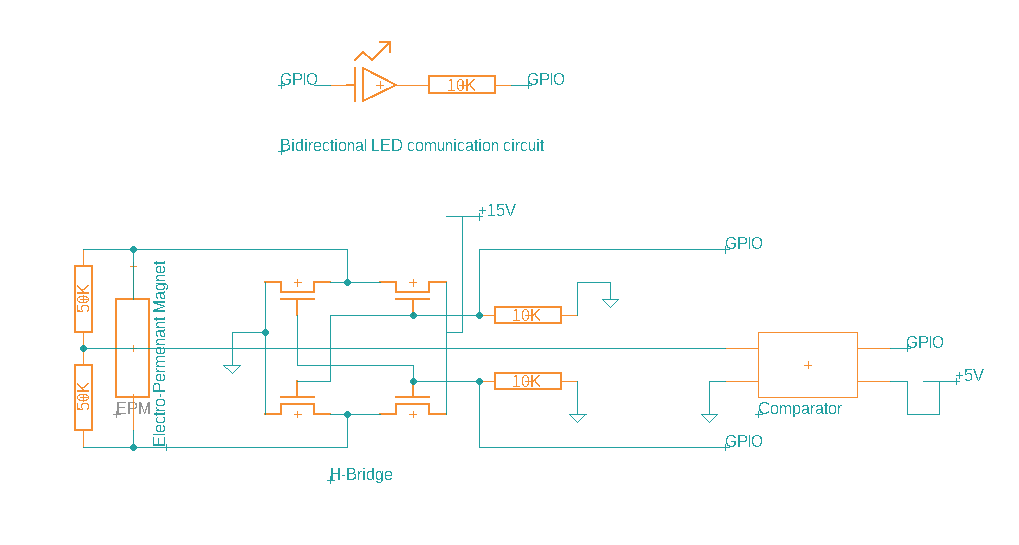 GPIO
10K
GPIO
Bidirectional LED comunication circuit
+15V
GPIO
50K
Electro-Permenant Magnet
10K
GPIO
50K
EPM
10K
+5V
Comparator
GPIO
H-Bridge